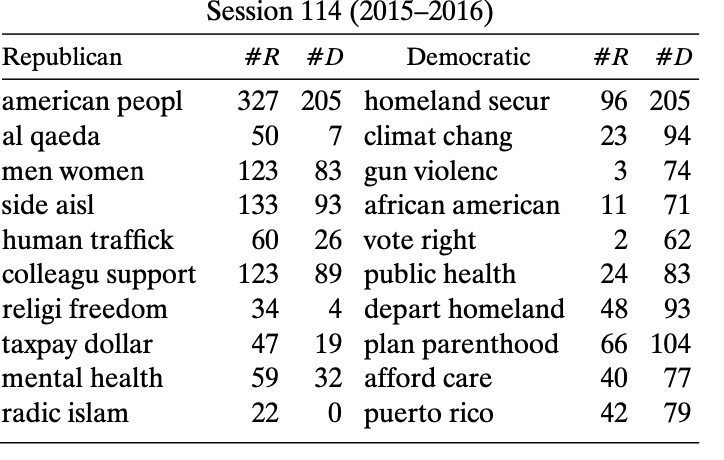 Session 114 (2015–2016)
Republican #R #D Democratic #R #D
american peopl 327 205 homeland secur 96 205
al qaeda 50 7 climat chang 23 94
men women 123 83 gun violenc 3 74
side aisl 133 93 african american 11 71
human traffick 60 26 vote right 2 62
colleagu support 123 89 public health 24 83
religi freedom 34 4 depart homeland 48 93
taxpay dollar 47 19 plan parenthood 66 104
mental health 59 32 afford care 40 77
radic islam 22 0 puerto rico 42 79